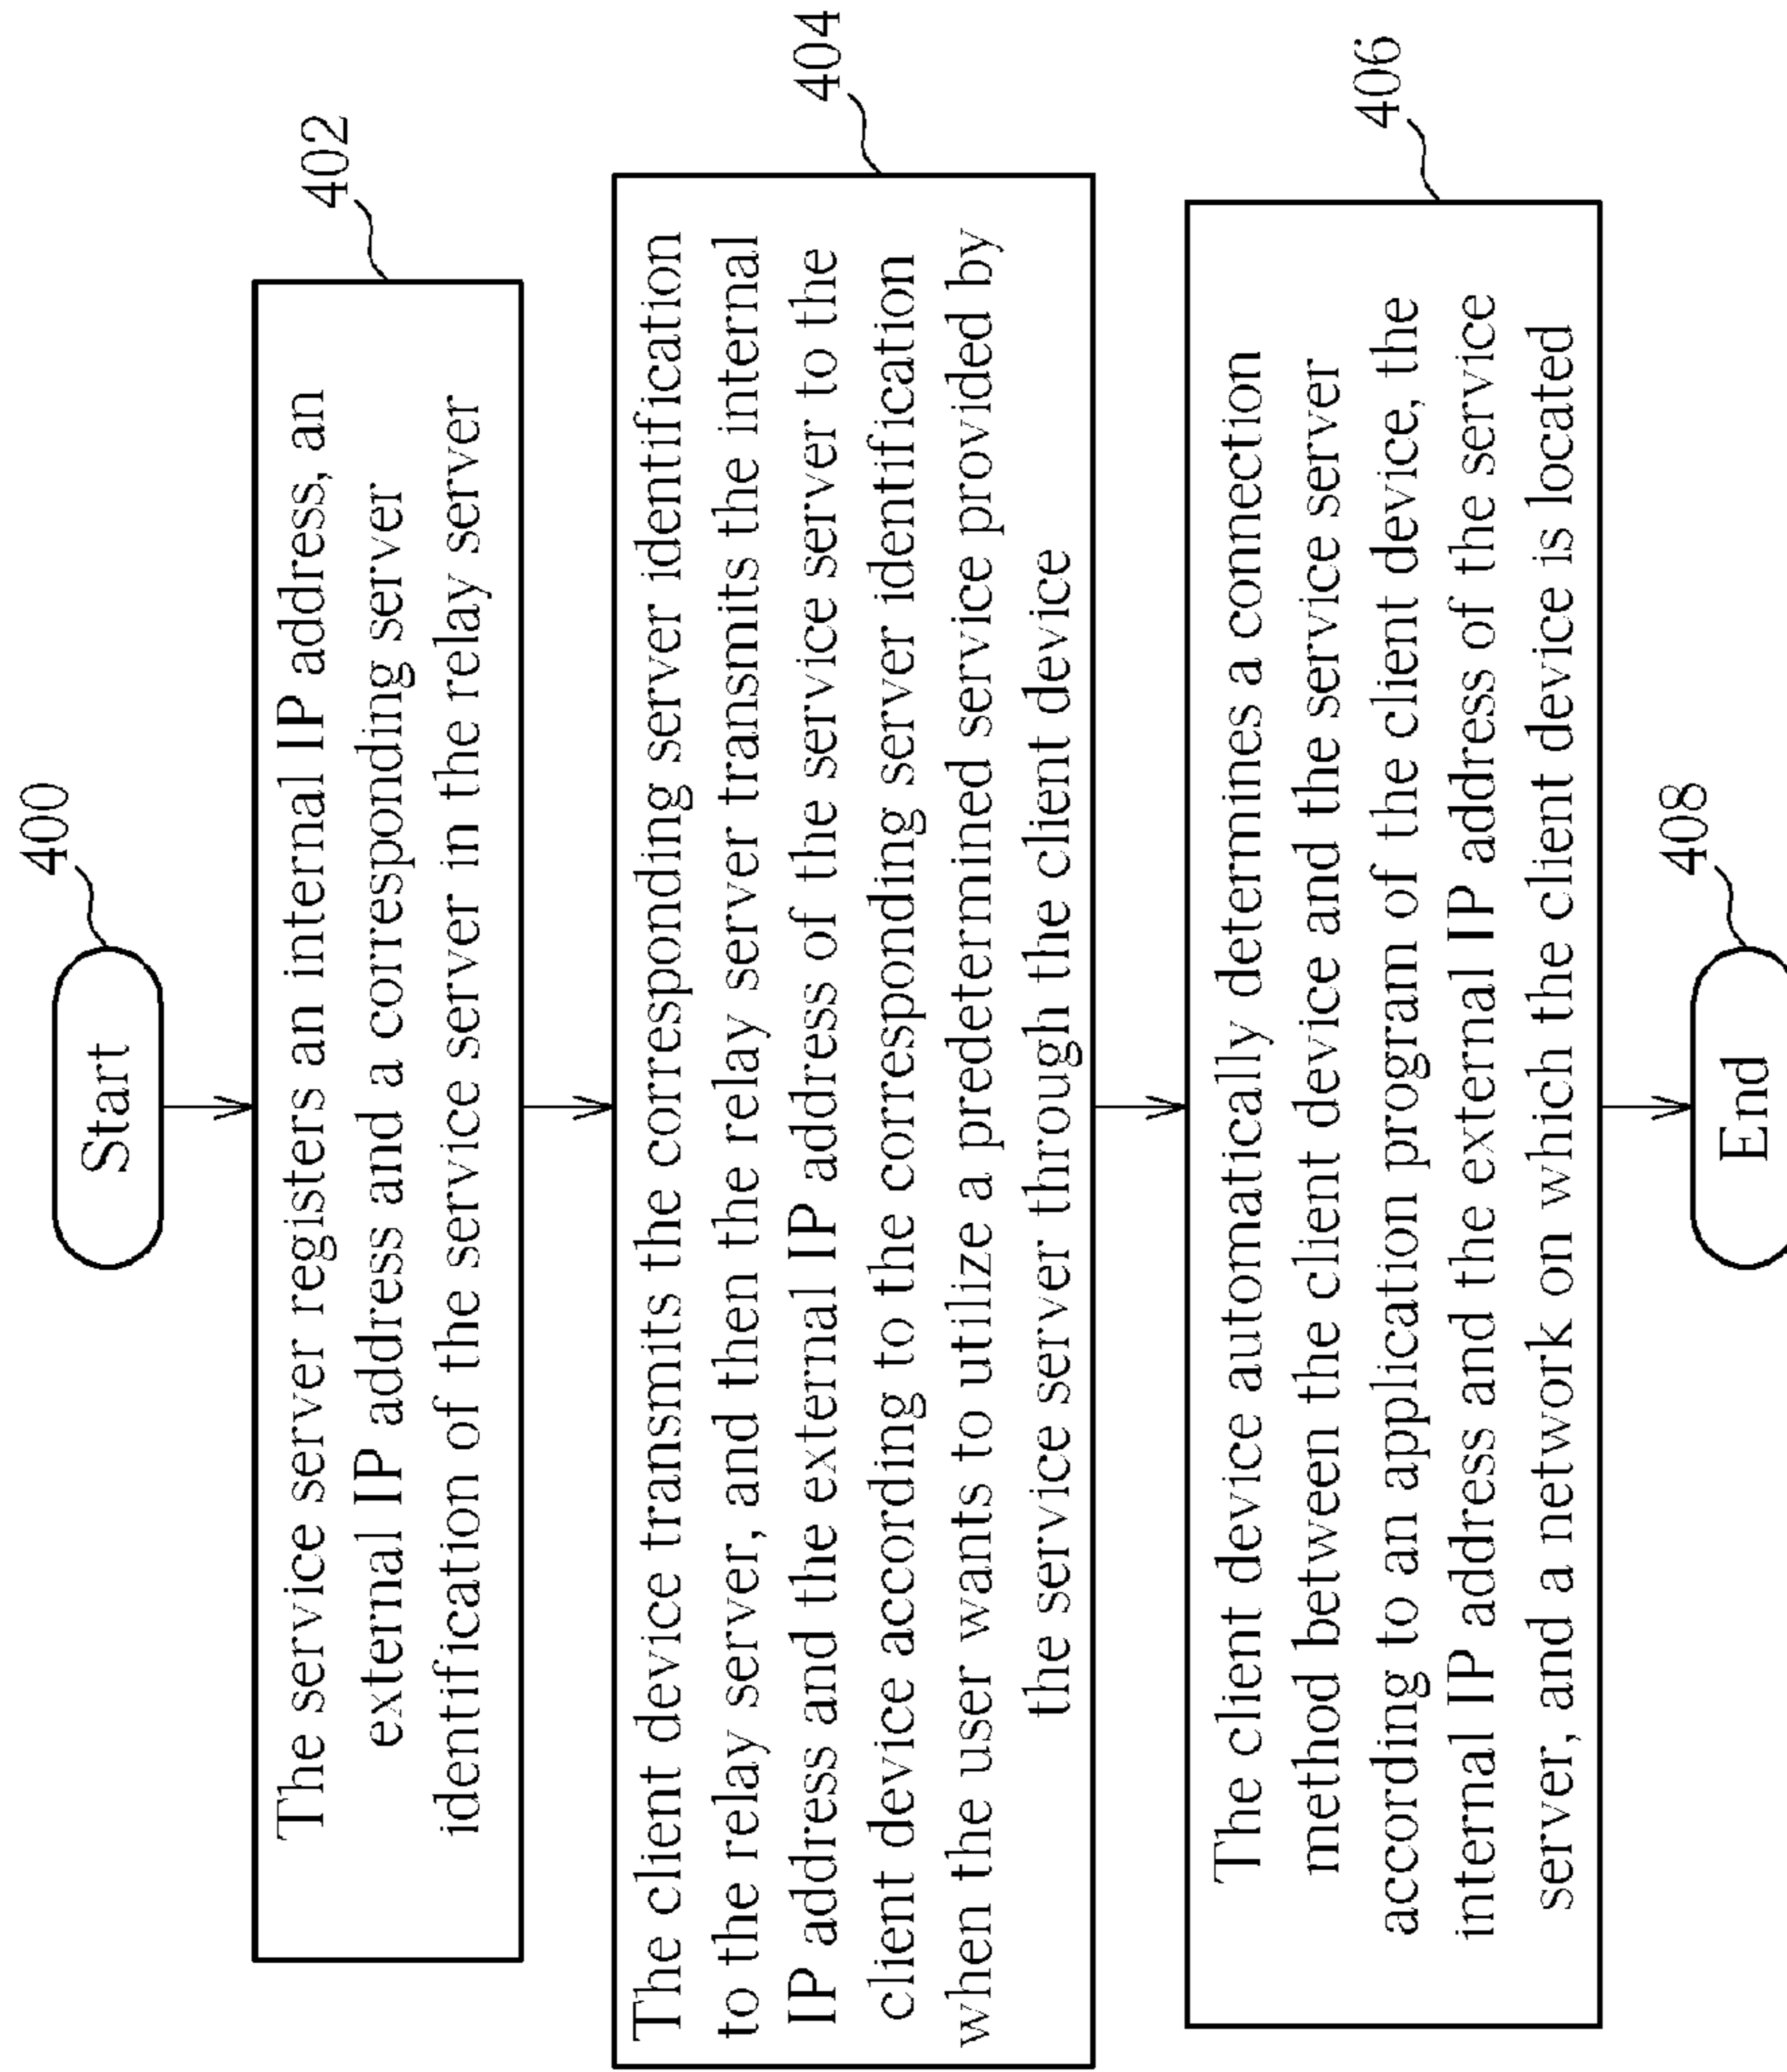 400
Start
402
The service server registers an internal IP address, an
external IP address and a corresponding server
identification of the service server in the relay server
404
The client device transmits the corresponding server identification
to the relay server, and then the relay server transmits the internal
IP address and the external IP address of the service server to the
client device according to the corresponding server identification
when the user wants to utilize a predetermined service provided by
the service server through the client device
406
The client device automatically determines a connection
method between the client device and the service server
according to an application program of the client device, the
internal IP address and the external IP address of the service
server, and a network on which the client device is located
408
End